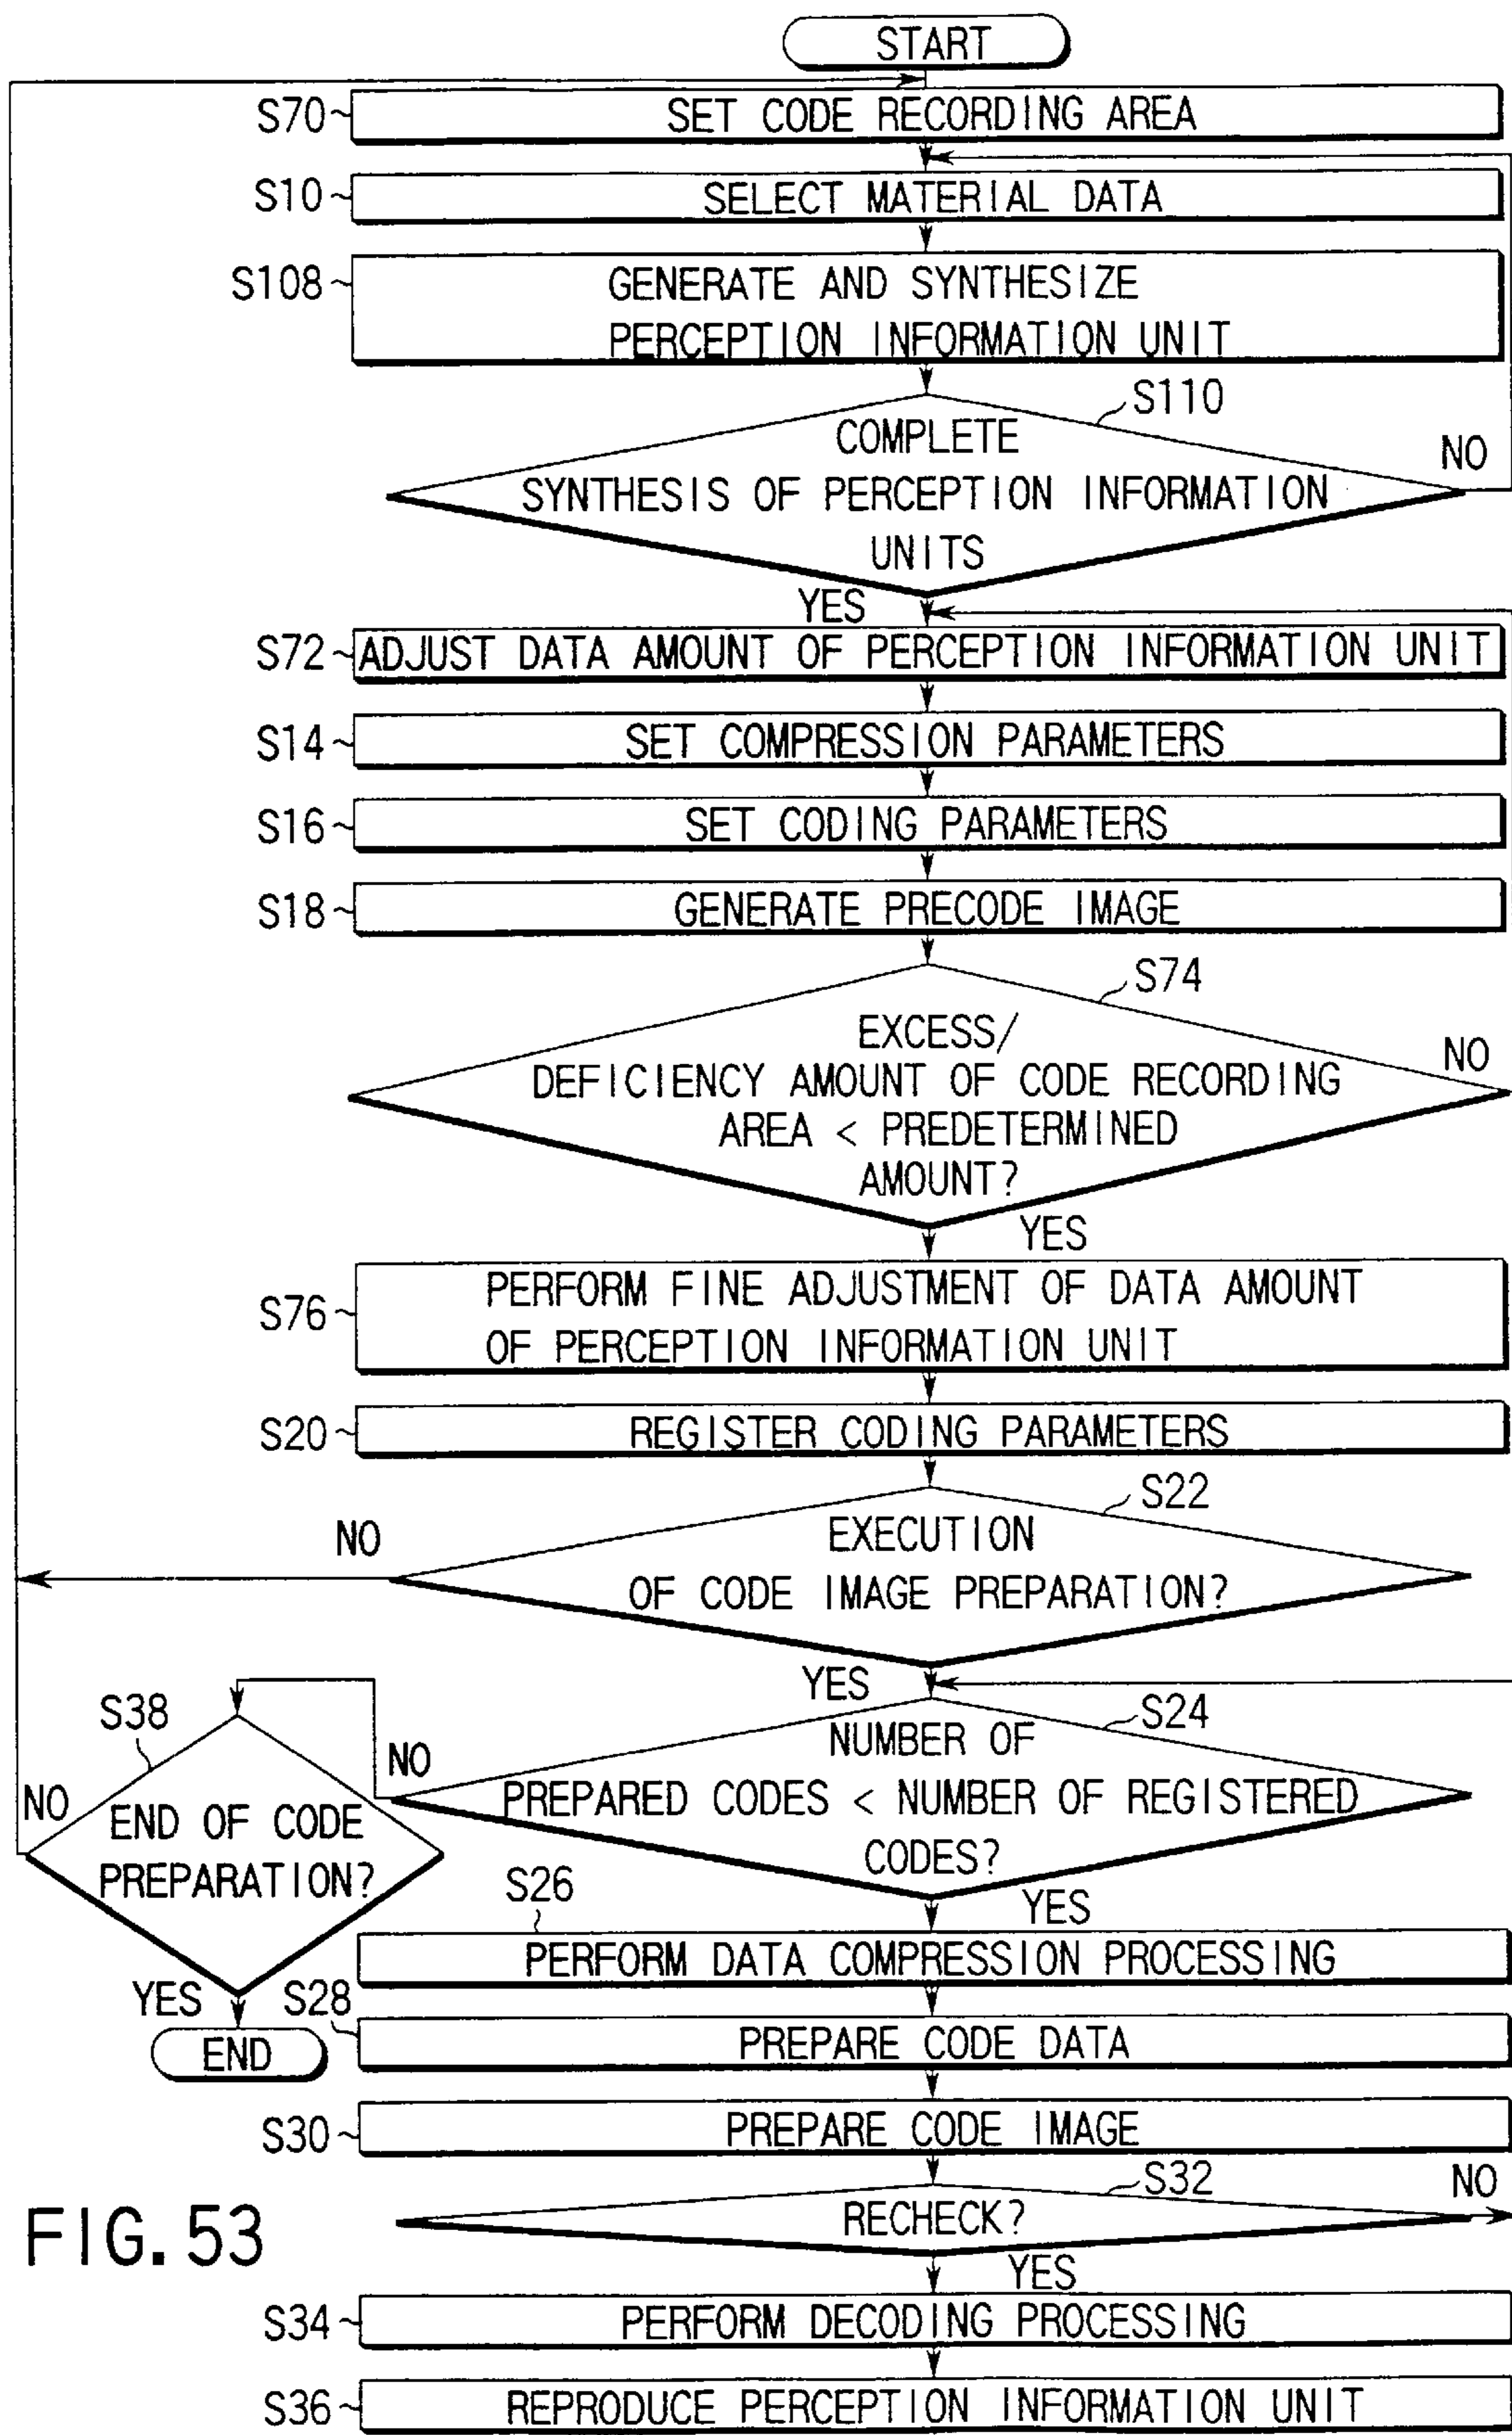 START
S70
SET CODE RECORDING AREA
S10
SELECT MATERIAL DATA
S108
GENERATE AND SYNTHESIZE
PERCEPTION INFORMATION UNIT
S110
COMPLETE
SYNTHESIS OF PERCEPTION INFORMATION
UNITS
NO
YES
S72
ADJUST DATA AMOUNT OF PERCEPTION INFORMATION UNIT
S14
SET COMPRESSION PARAMETERS
S16
SET CODING PARAMETERS
S18
GENERATE PRECODE IMAGE
S74
EXCESS/
DEFICIENCY AMOUNT OF CODE RECORDING
AREA < PREDETERMINED
AMOUNT?
NO
YES
S76
PERFORM FINE ADJUSTMENT OF DATA AMOUNT
OF PERCEPTION INFORMATION UNIT
S20
REGISTER CODING PARAMETERS
S22
EXECUTION
OF CODE IMAGE PREPARATION?
NO
YES
S24
NUMBER OF
PREPARED CODES < NUMBER OF REGISTERED
CODES?
NO
YES
S38
END OF CODE
PREPARATION?
NO
YES
END
S26
PERFORM DATA COMPRESSION PROCESSING
S28
PREPARE CODE DATA
S30
PREPARE CODE IMAGE
S32
RECHECK?
NO
YES
S34
PERFORM DECODING PROCESSING
S36
REPRODUCE PERCEPTION INFORMATION UNIT
FIG. 53